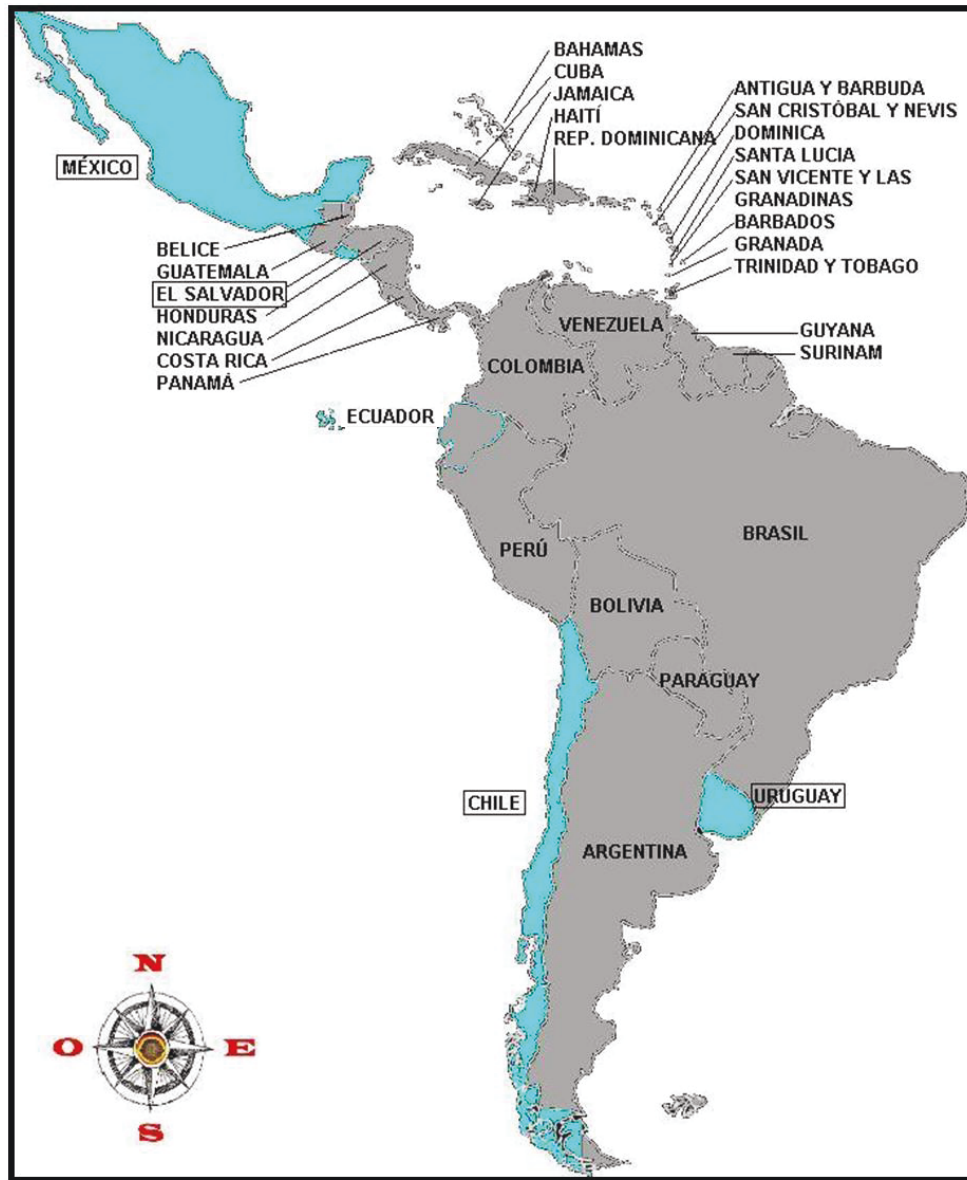 BAHAMAS
CUBA
JAMAICA
HAITÍ
REP. DOMINICANA
ANTIGUA Y BARBUDA
SAN CRISTÓBAL Y NEVIS
DOMINICA
SANTA LUCIA
SAN VICENTE Y LAS
GRANADINAS
BARBADOS
GRANADA
TRINIDAD Y TOBAGO
MÉXICO
BELICE
GUATEMALA
EL SALVADOR
HONDURAS
NICARAGUA
COSTA RICA
PANAMÁ
VENEZUELA
GUYANA
SURINAM
COLOMBIA
ECUADOR
BRASIL
PERÚ
BOLIVIA
PARAGUAY
CHILE
URUGUAY
ARGENTINA
N
O
E
S